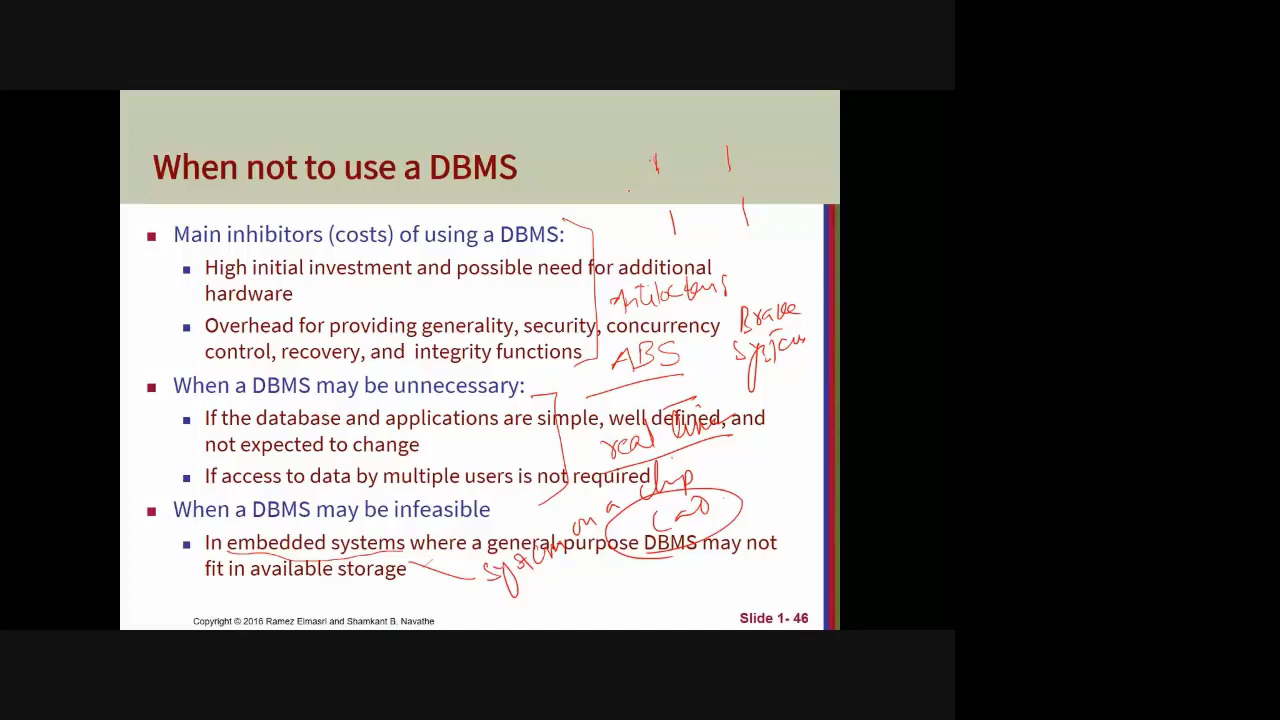 When not to use a DBMS
Main inhibitors (costs) of using a DBMS:
High initial investment and possible need for additional
hardware
Overhead for providing generality, security, concurrency
control, recovery, and integrity functions
When a DBMS may be unnecessary:
If the database and applications are simple, well defined, and
not expected to change
If access to data by multiple users is not required
When a DBMS may be infeasible
In embedded systems where a general purpose DBMS may not
fit in available storage
Brake
System
ABS
real time
system on a chip
Copyright © 2016 Ramez Elmasri and Shamkant B. Navathe
Slide 1- 46